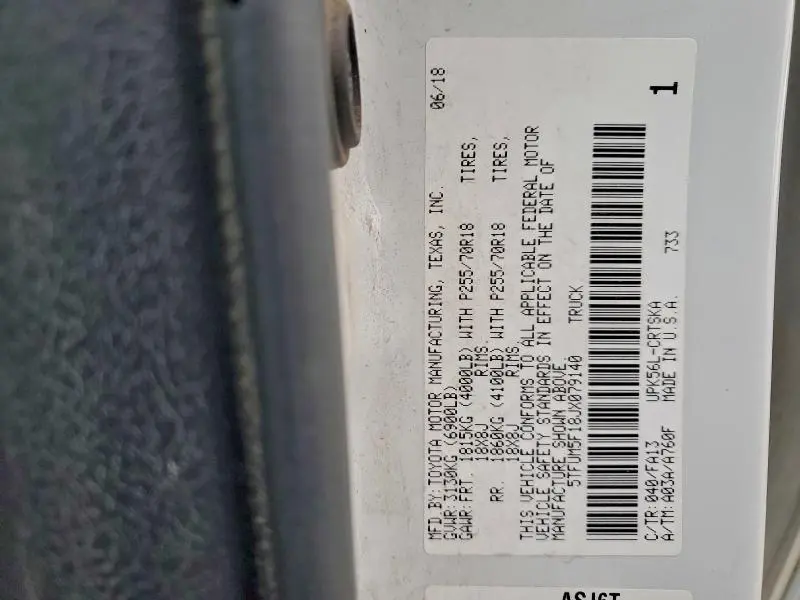 MFD BY: TOYOTA MOTOR MANUFACTURING, TEXAS, INC. 06/18
GVWR: 3130KG (6900LB)
GAWR: FRT. 1815KG (4000LB) WITH P255/70R18 TIRES,
18X8J RIMS.
RR. 1860KG (4100LB) WITH P255/70R18 TIRES,
18X8J RIMS.
THIS VEHICLE CONFORMS TO ALL APPLICABLE FEDERAL MOTOR
VEHICLE SAFETY STANDARDS IN EFFECT ON THE DATE OF
MANUFACTURE SHOWN ABOVE.
5TFUM5F18JX079140 TRUCK
1
C/TR: 040/FA13 UPK56L-CRTSKA
A/TM: A03A/A760F MADE IN U.S.A. 733